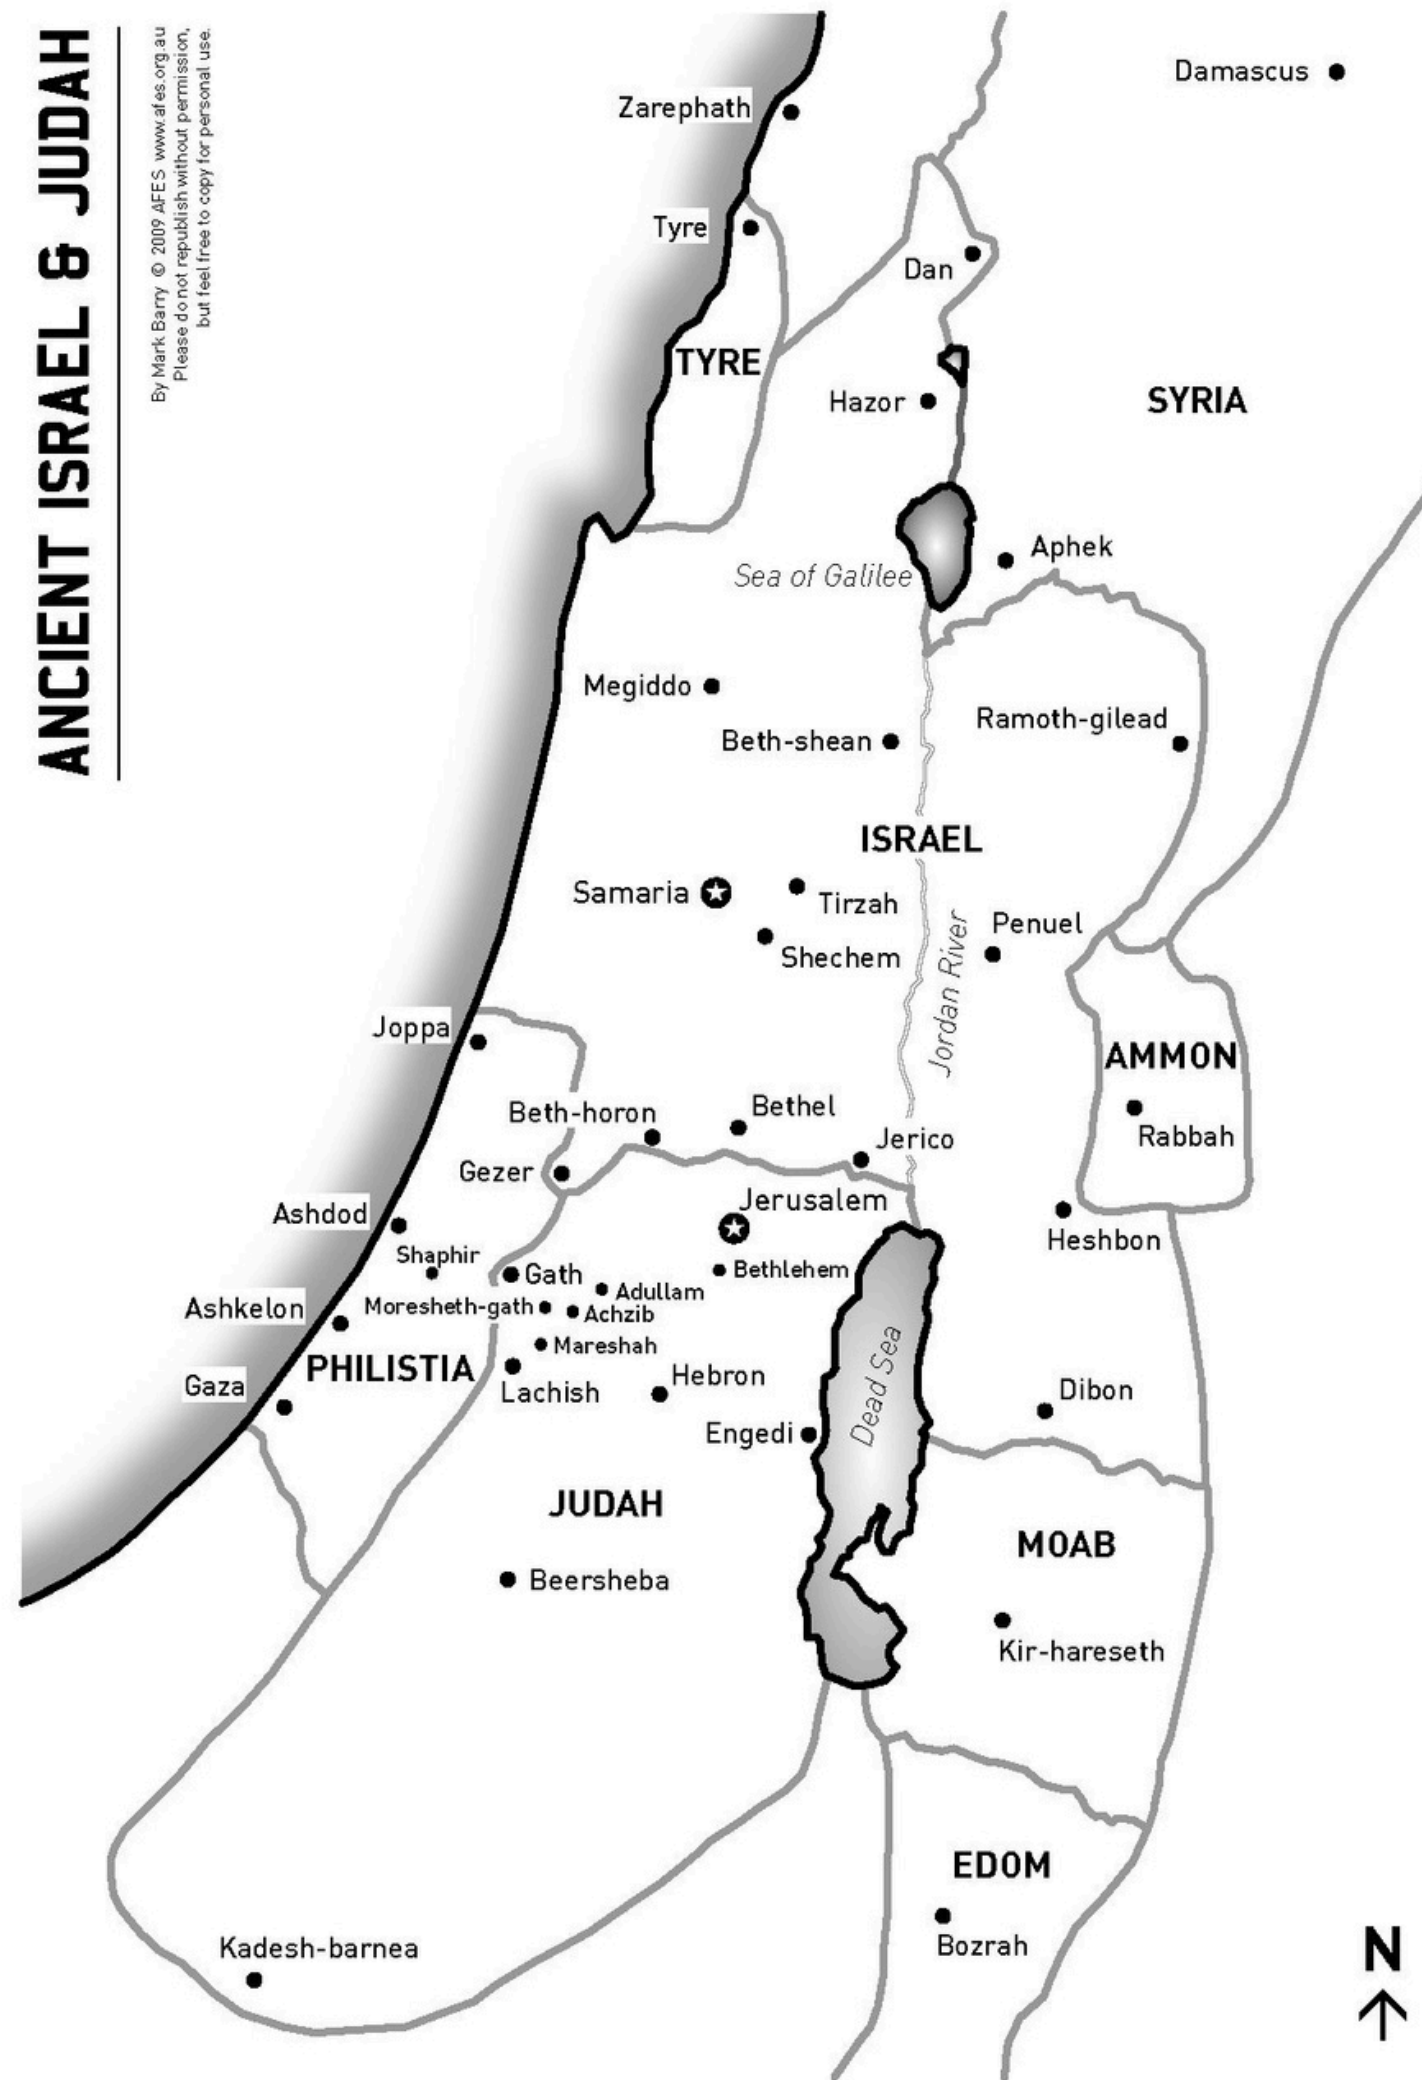 ANCIENT ISRAEL & JUDAH
By Mark Barry © 2009 AFES www.afes.org.au
Please do not republish without permission,
but feel free to copy for personal use.
Damascus
Zarephath
Tyre
Dan
TYRE
Hazor
SYRIA
Aphek
Sea of Galilee
Megiddo
Ramoth-gilead
Beth-shean
ISRAEL
Samaria
Tirzah
Penuel
Shechem
Jordan River
Joppa
AMMON
Bethel
Beth-horon
Rabbah
Jerico
Gezer
Jerusalem
Ashdod
Heshbon
Shaphir
Bethlehem
Gath
Adullam
Ashkelon
Moresheth-gath
Achzib
Mareshah
PHILISTIA
Hebron
Dead Sea
Gaza
Lachish
Dibon
Engedi
JUDAH
MOAB
Beersheba
Kir-hareseth
EDOM
Bozrah
Kadesh-barnea
N